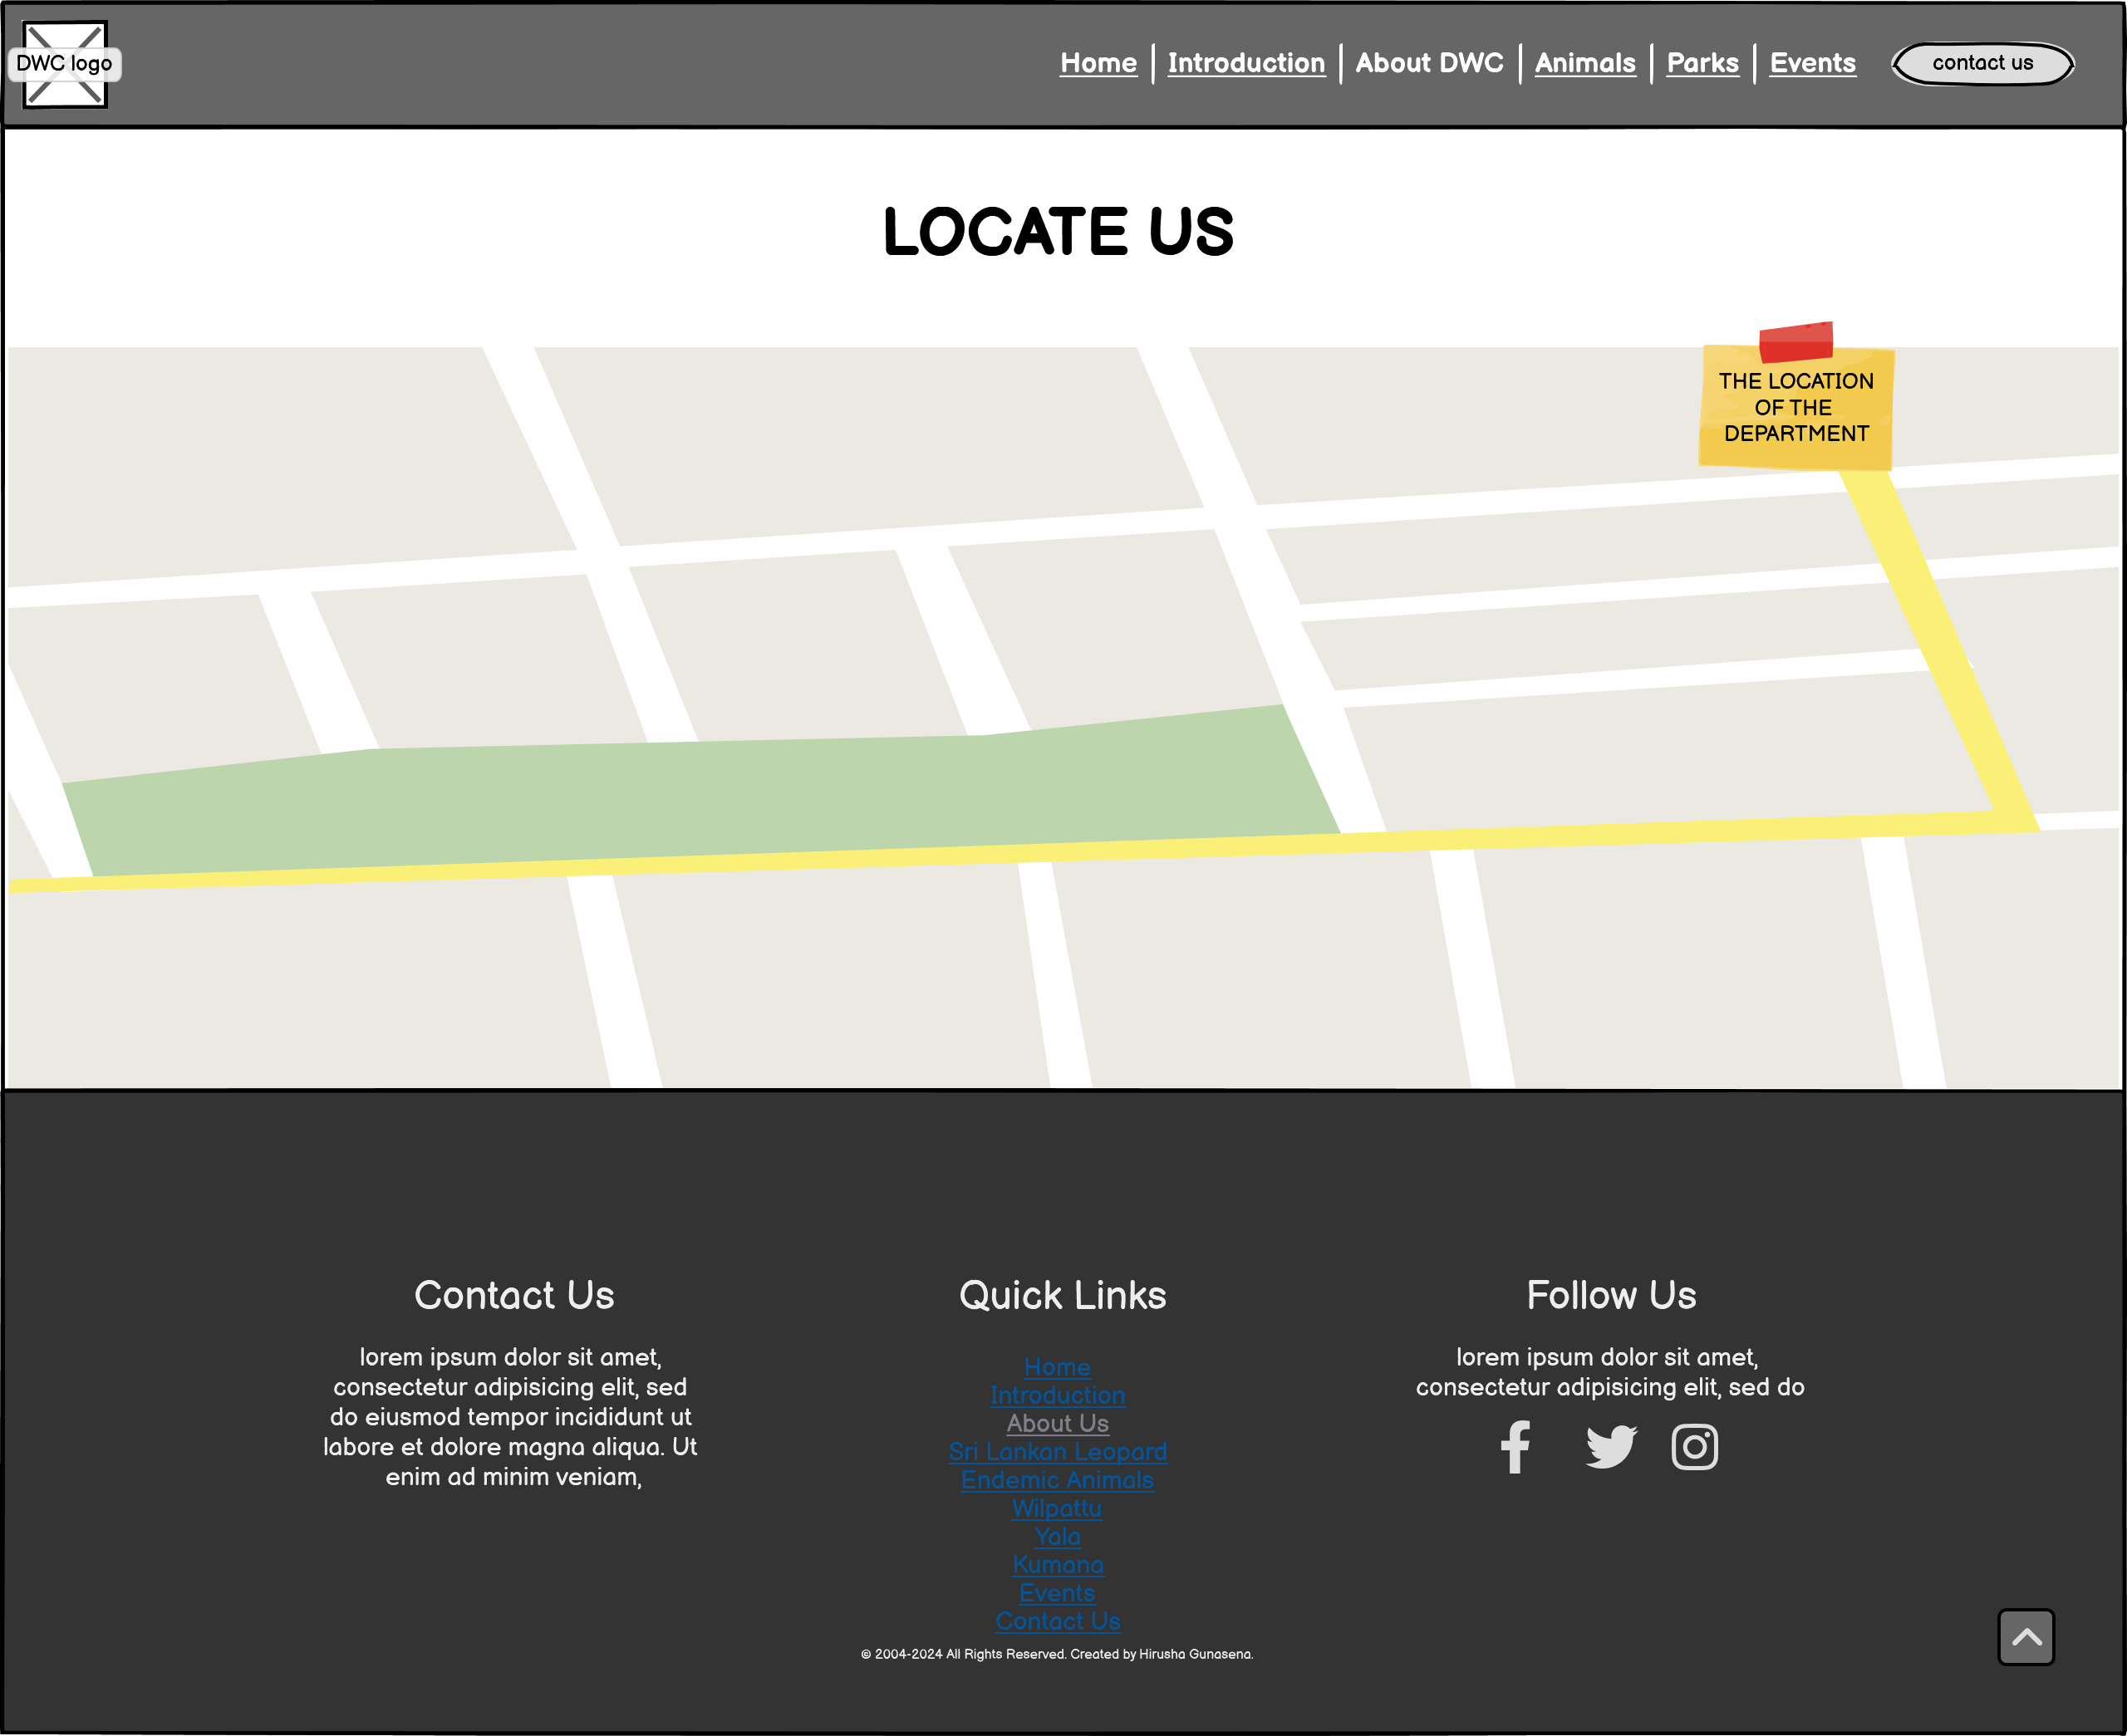 DWC logo
Home Introduction About DWC Animals Parks Events contact us
LOCATE US
THE LOCATION
OF THE
DEPARTMENT
Contact Us
lorem ipsum dolor sit amet,
consectetur adipisicing elit, sed
do eiusmod tempor incididunt ut
labore et dolore magna aliqua. Ut
enim ad minim veniam,
Quick Links
Home
Introduction
About Us
Sri Lankan Leopard
Endemic Animals
Wilpattu
Yala
Kumana
Events
Contact Us
Follow Us
lorem ipsum dolor sit amet,
consectetur adipisicing elit, sed do
© 2004-2024 All Rights Reserved. Created by Hirusha Gunasena.